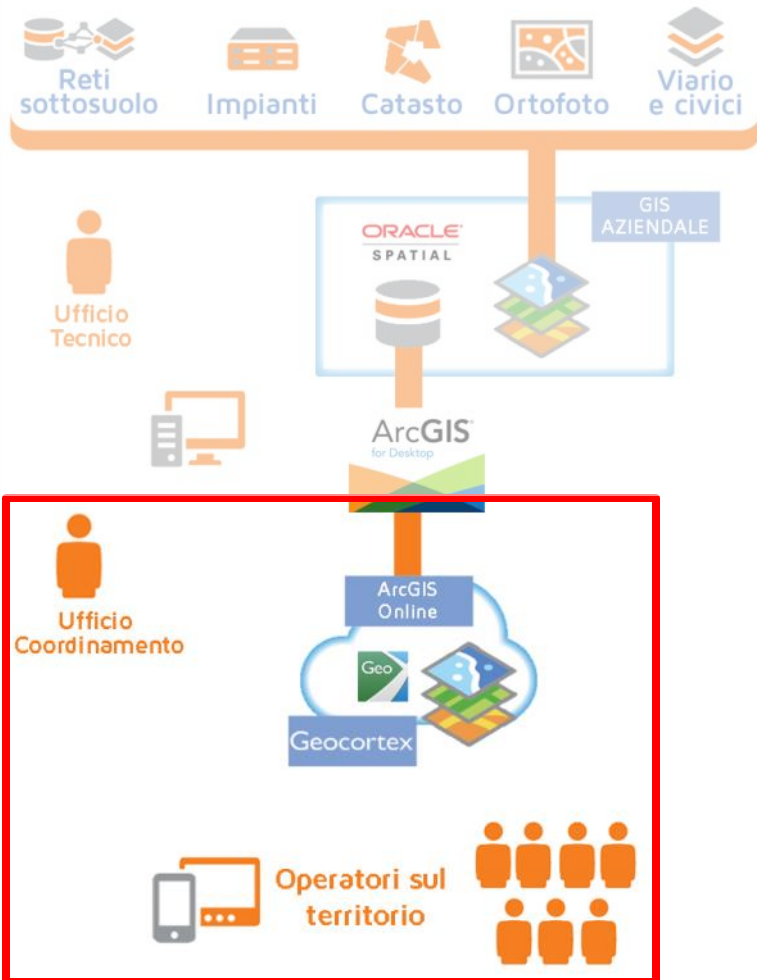 Reti
sottosuolo
Impianti
Catasto
Ortofoto
Viario
e civici
GIS
AZIENDALE
ORACLE
SPATIAL
Ufficio
Tecnico
ArcGIS
for Desktop
Ufficio
Coordinamento
ArcGIS
Online
Geo
Geocortex
Operatori sul
territorio